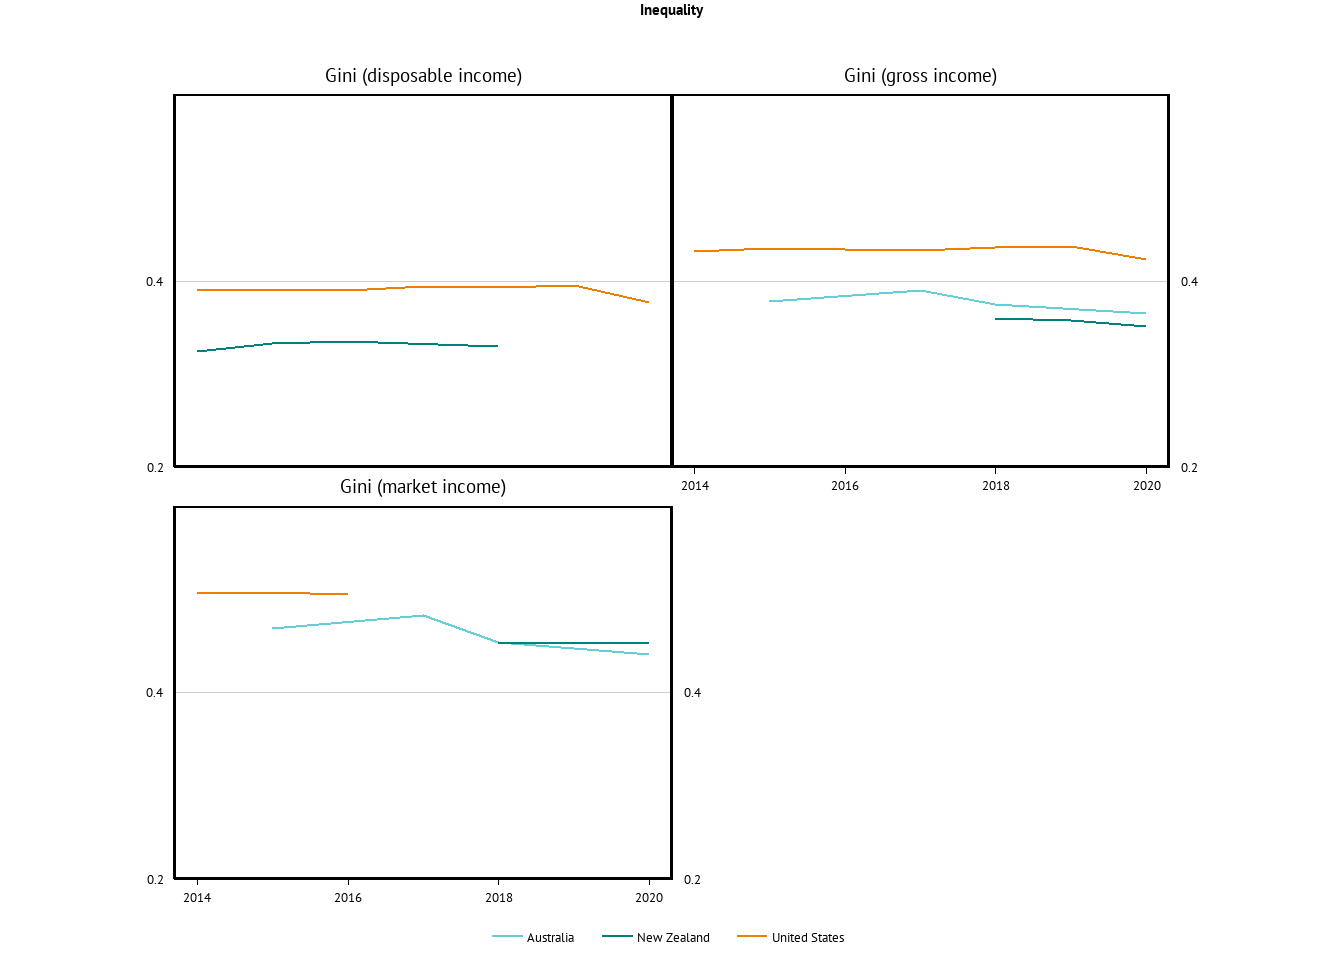 Inequality
Gini (disposable income)
Gini (gross income)
0.4
0.4
0.2
0.2
2014
2016
2018
2020
Gini (market income)
0.4
0.4
0.2
0.2
2014
2016
2018
2020
Australia
New Zealand
United States